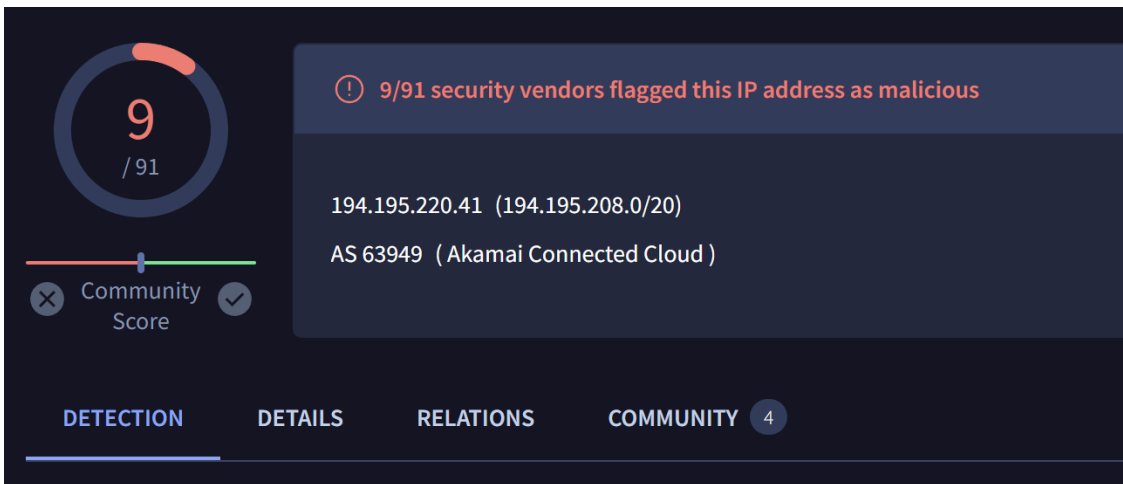 9
/ 91
Community
Score
9/91 security vendors flagged this IP address as malicious
194.195.220.41 (194.195.208.0/20)
AS 63949 ( Akamai Connected Cloud )
DETECTION DETAILS RELATIONS COMMUNITY 4